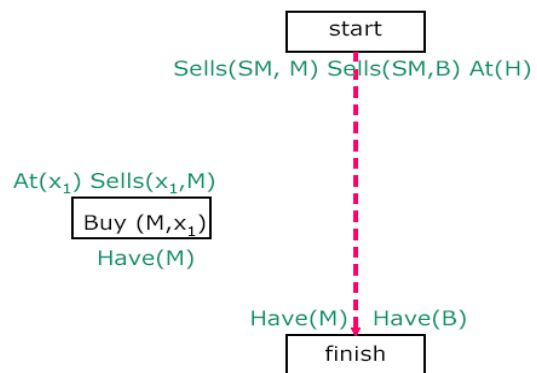 start
Sells(SM, M) Sells(SM,B) At(H)
At(x₁) Sells(x₁,M)
Buy (M,x₁)
Have(M)
Have(M) Have(B)
finish